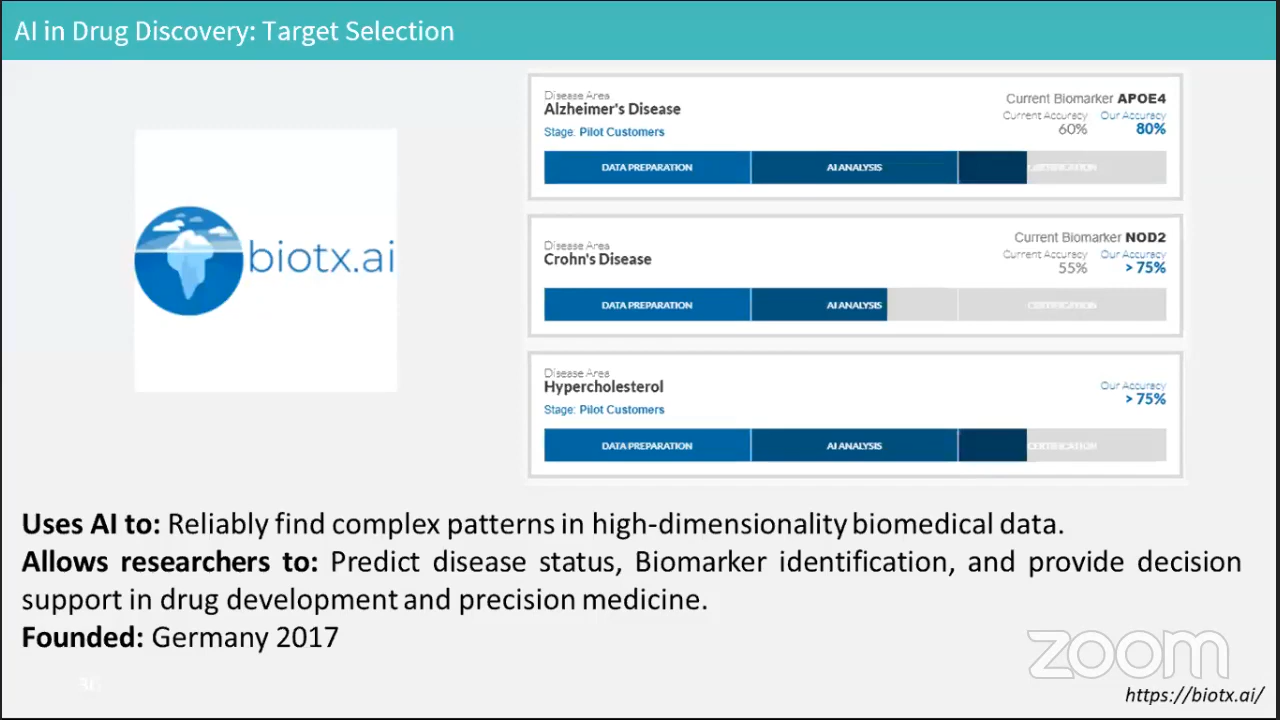 AI in Drug Discovery: Target Selection
biotx.ai
Disease Area
Alzheimer's Disease
Stage: Pilot Customers
Current Biomarker APOE4
Current Accuracy Our Accuracy
60% 80%
DATA PREPARATION AI ANALYSIS CERTIFICATION
Disease Area
Crohn's Disease
Current Biomarker NOD2
Current Accuracy Our Accuracy
55% > 75%
DATA PREPARATION AI ANALYSIS CERTIFICATION
Disease Area
Hypercholesterol
Stage: Pilot Customers
Our Accuracy
> 75%
DATA PREPARATION AI ANALYSIS CERTIFICATION
Uses AI to: Reliably find complex patterns in high-dimensionality biomedical data.
Allows researchers to: Predict disease status, Biomarker identification, and provide decision
support in drug development and precision medicine.
Founded: Germany 2017
zoom
https://biotx.ai/